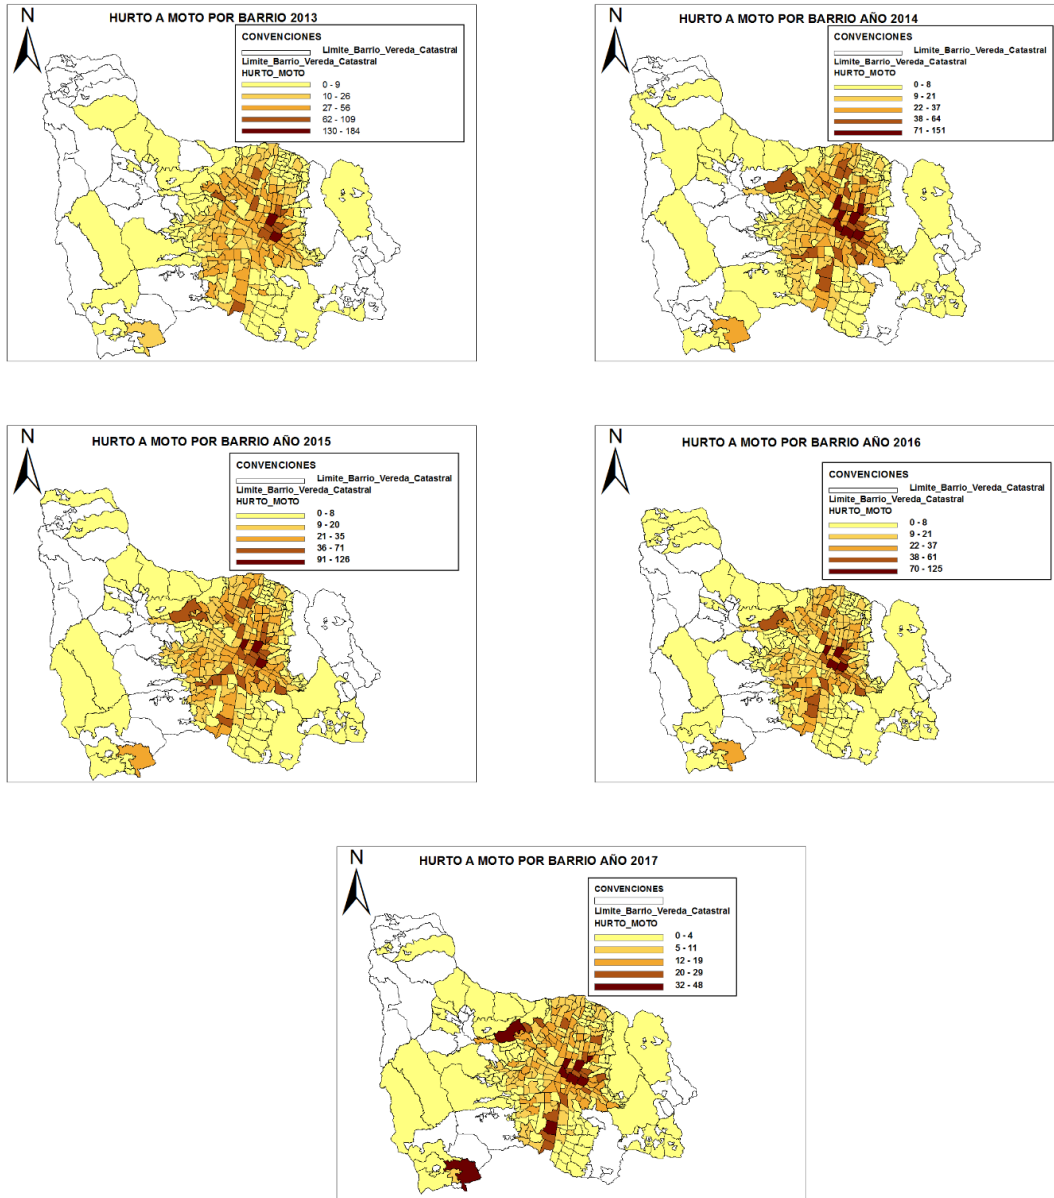 HURTO A MOTO POR BARRIO 2013
N
CONVENCIONES
Limite_Barrio_Vereda_Catastral
Limite_Barrio_Vereda_Catastral
HURTO_MOTO
0 - 9
10 - 26
27 - 56
62 - 109
130 - 184
HURTO A MOTO POR BARRIO AÑO 2014
N
CONVENCIONES
Limite_Barrio_Vereda_Catastral
Limite_Barrio_Vereda_Catastral
HURTO_MOTO
0 - 8
9 - 21
22 - 37
38 - 64
71 - 151
HURTO A MOTO POR BARRIO AÑO 2015
N
CONVENCIONES
Limite_Barrio_Vereda_Catastral
Limite_Barrio_Vereda_Catastral
HURTO_MOTO
0 - 8
9 - 20
21 - 35
36 - 71
91 - 126
HURTO A MOTO POR BARRIO AÑO 2016
N
CONVENCIONES
Limite_Barrio_Vereda_Catastral
Limite_Barrio_Vereda_Catastral
HURTO_MOTO
0 - 8
9 - 21
22 - 37
38 - 61
70 - 125
HURTO A MOTO POR BARRIO AÑO 2017
N
CONVENCIONES
Limite_Barrio_Vereda_Catastral
HURTO_MOTO
0 - 4
5 - 11
12 - 19
20 - 29
32 - 48